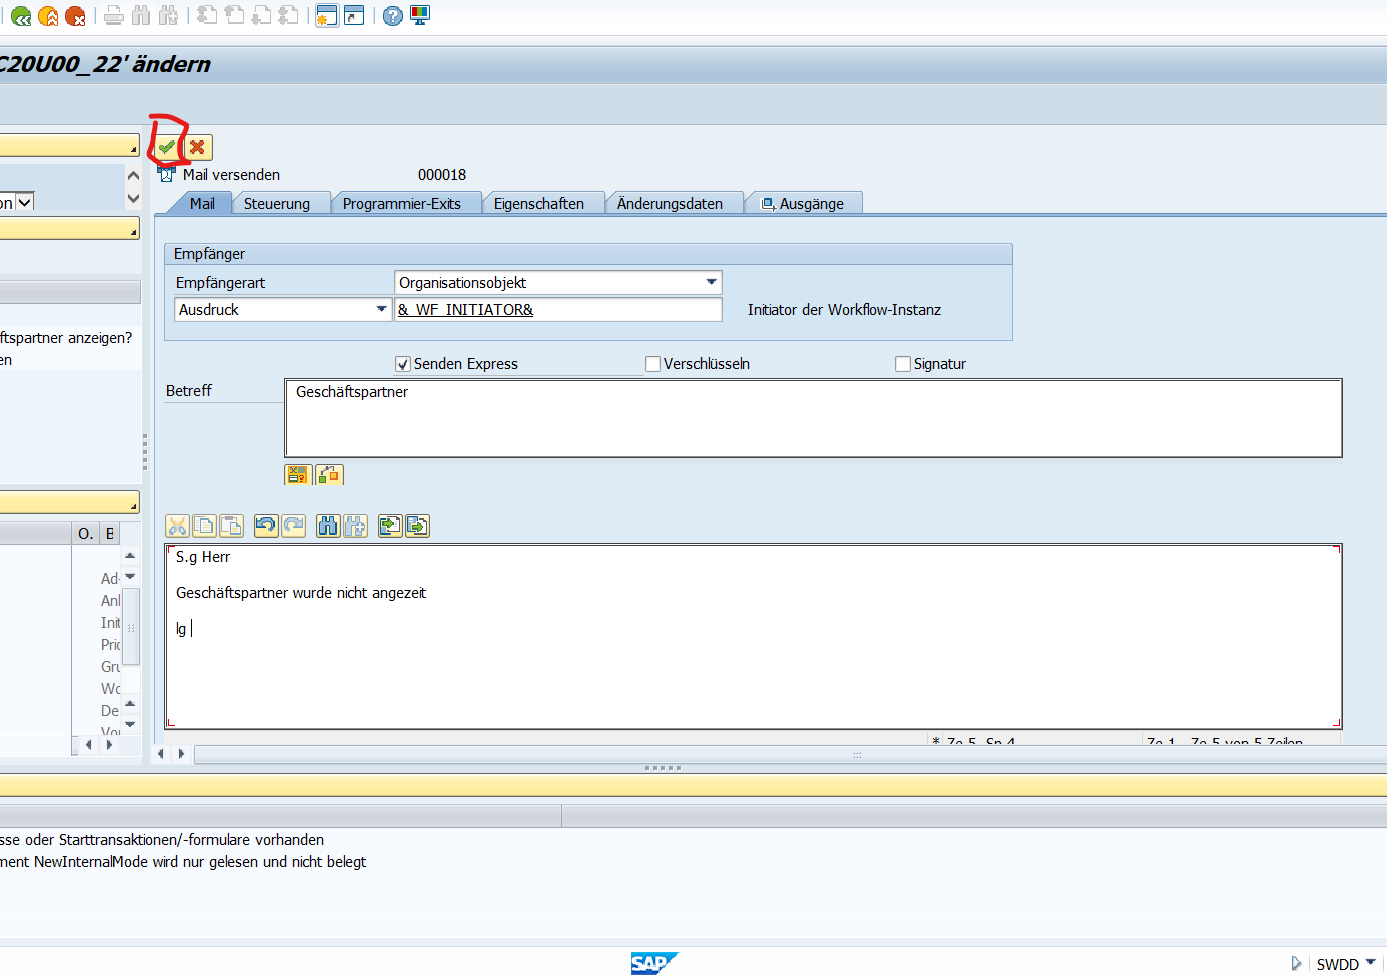 C20U00_22' ändern
Mail versenden 000018
on
Mail Steuerung Programmier-Exits Eigenschaften Änderungsdaten Ausgänge
Empfänger
Empfängerart Organisationsobjekt
Ausdruck &_WF_INITIATOR& Initiator der Workflow-Instanz
ftspartner anzeigen?
en
Senden Express Verschlüsseln Signatur
Betreff Geschäftspartner
O. B
S.g Herr
Ad-
Geschäftspartner wurde nicht angezeit
Anl
Init
lg
Pric
Gru
Wo
De
Vor
* Ze 5, Sp 4 Ze 1 - Ze 5 von 5 Zeilen
sse oder Starttransaktionen/-formulare vorhanden
ment NewInternalMode wird nur gelesen und nicht belegt
SAP SWDD